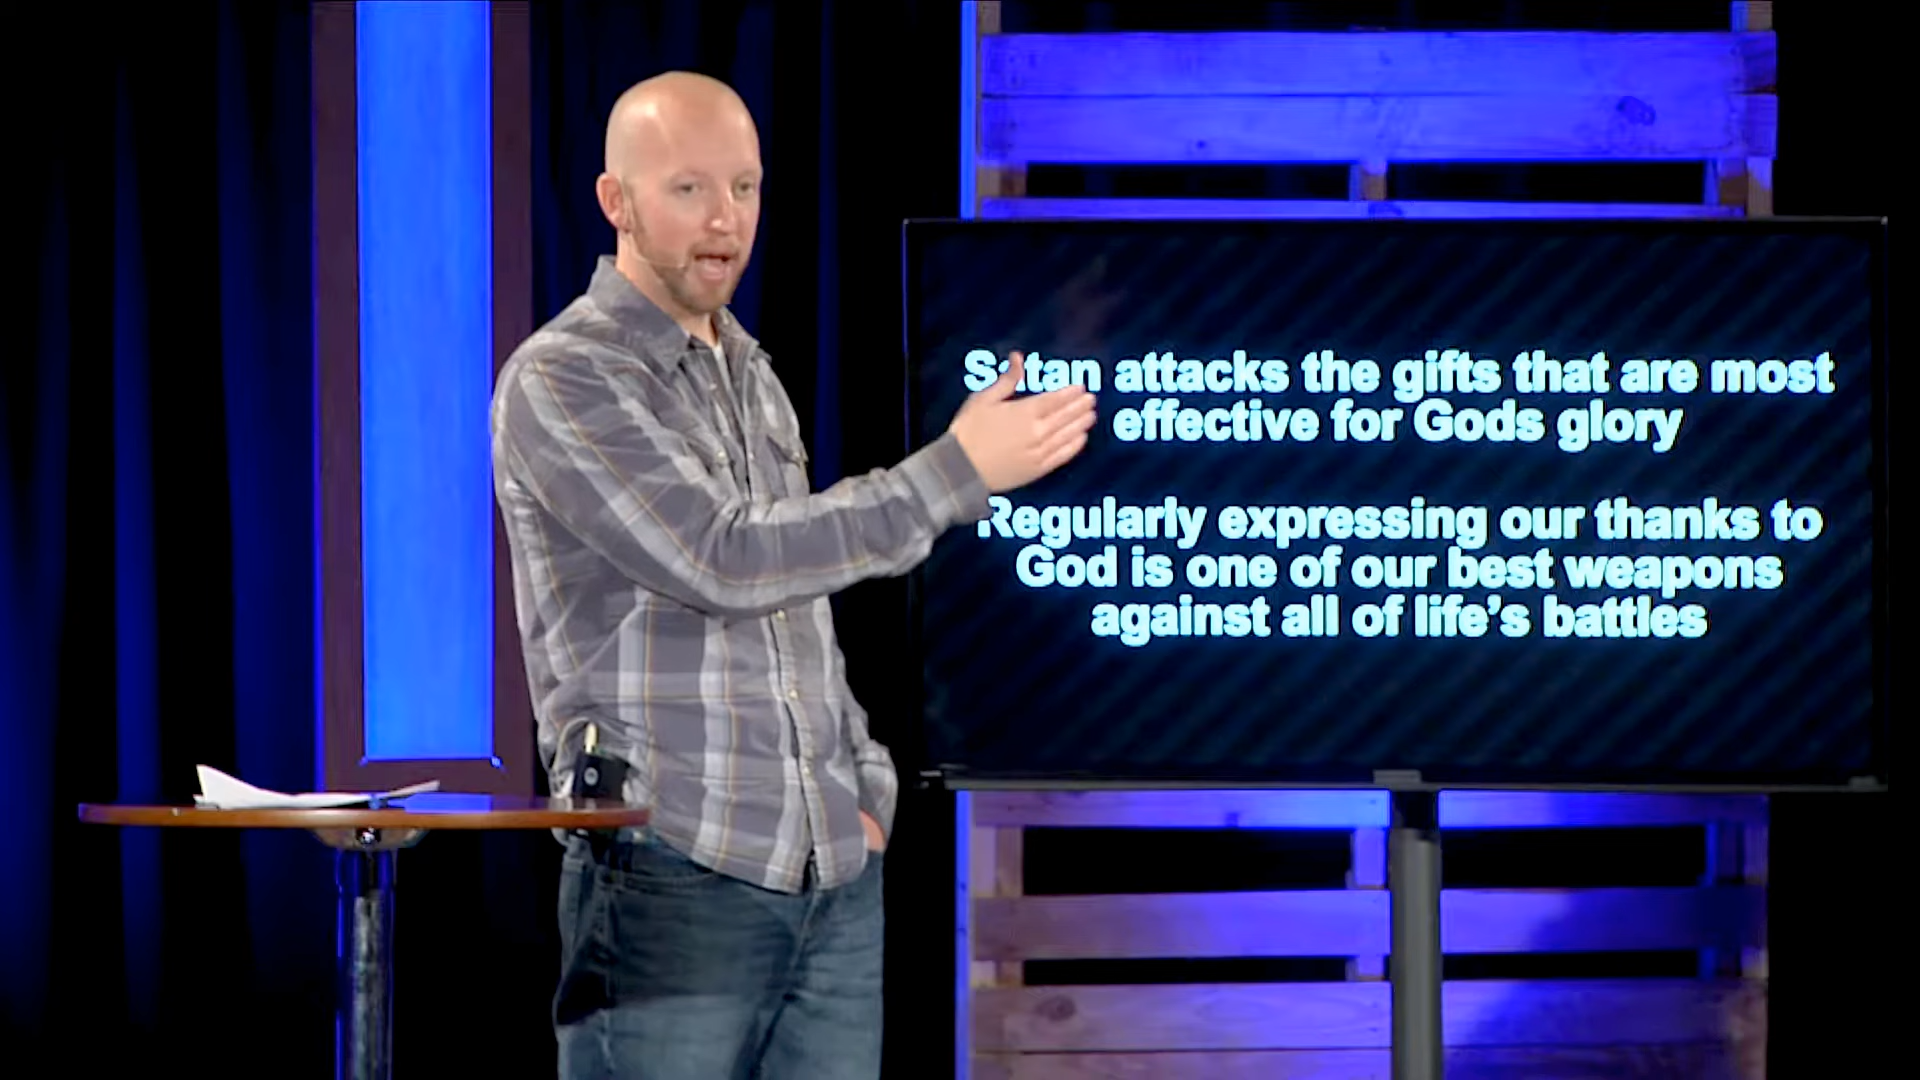 Satan attacks the gifts that are most
effective for Gods glory
Regularly expressing our thanks to
God is one of our best weapons
against all of life’s battles